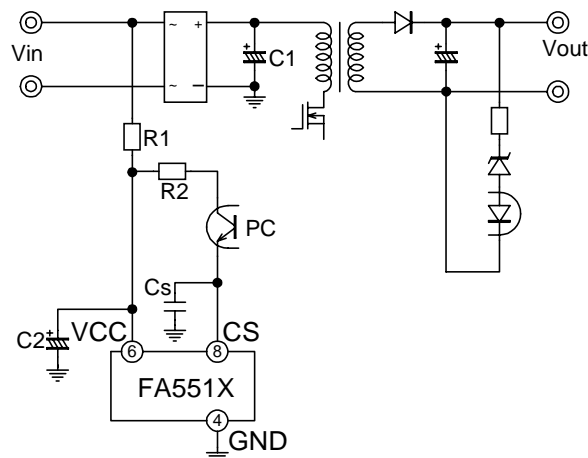 Vin
~
+
C1
+
Vout
~
−
R1
R2
PC
Cs
C2
+
VCC
CS
6
8
FA551X
4
GND